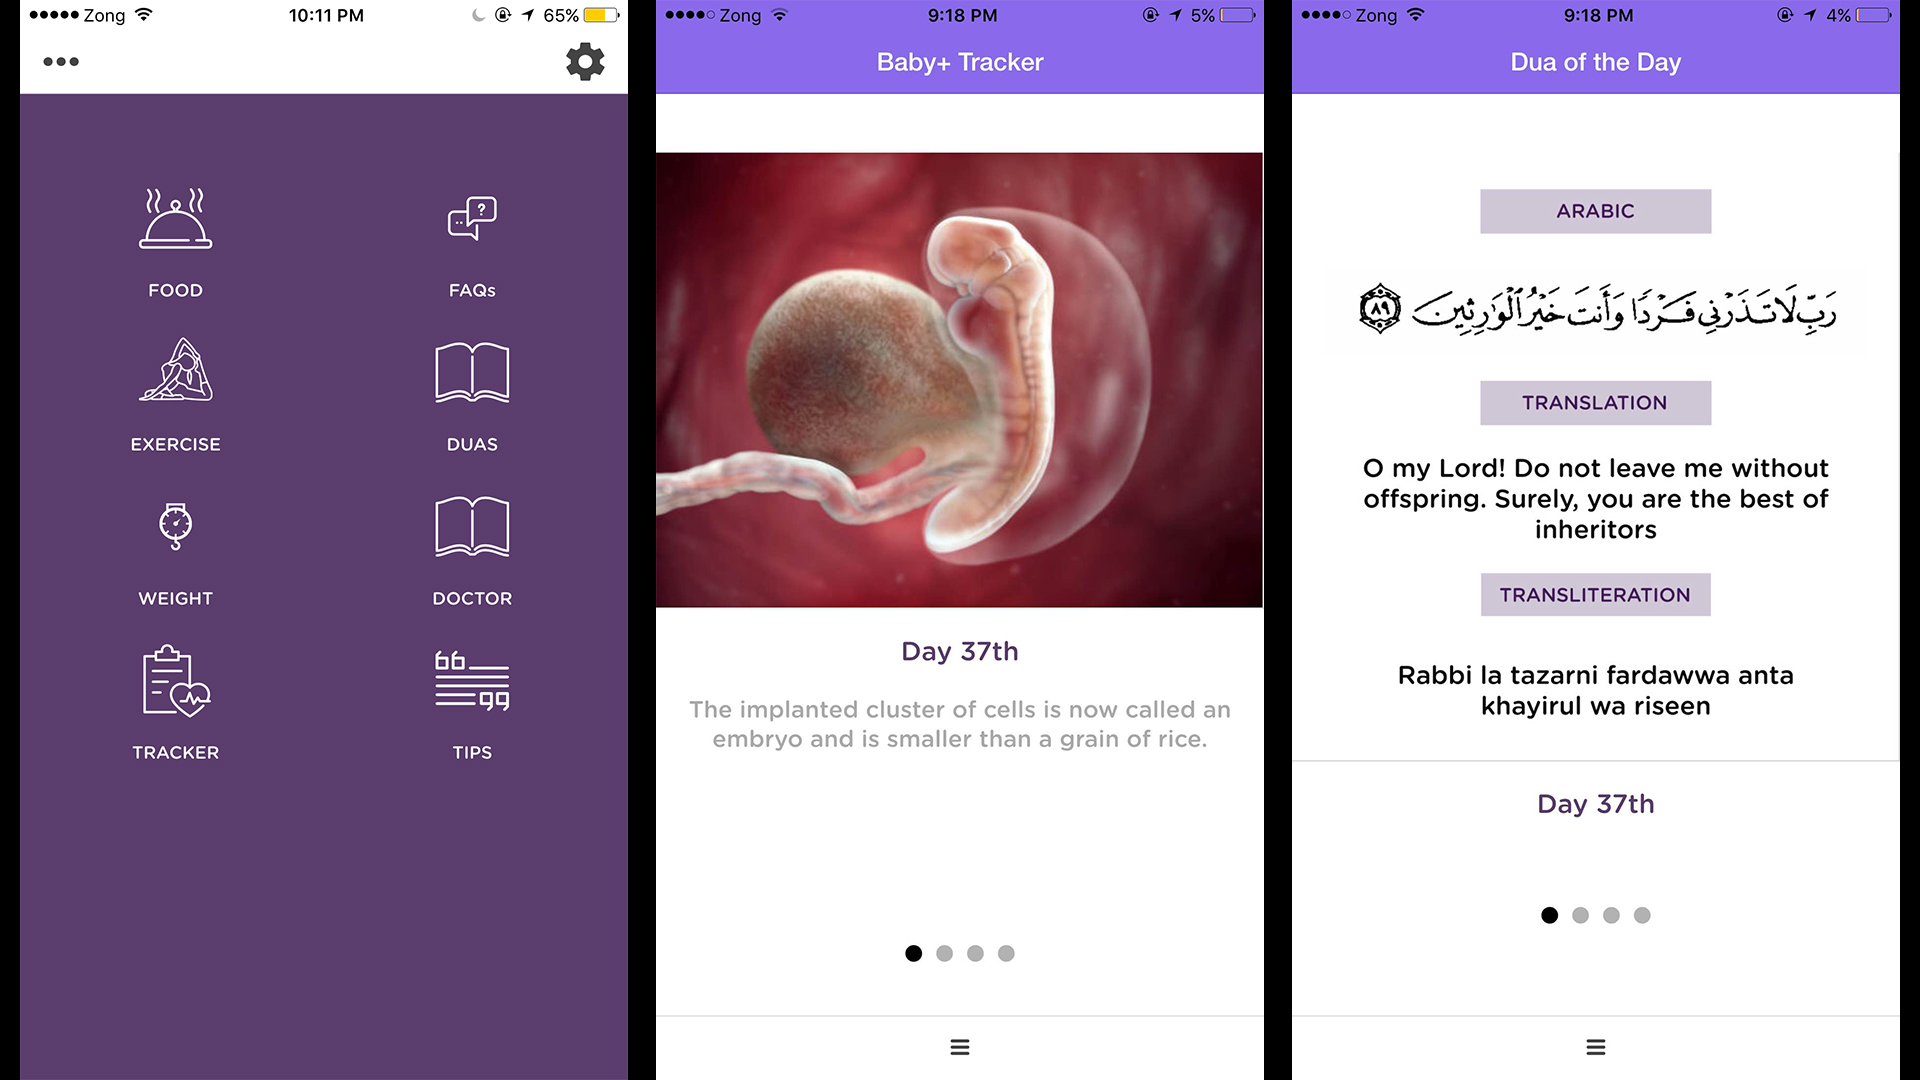 Zong 10:11 PM 65%
FOOD
FAQs
EXERCISE
DUAS
WEIGHT
DOCTOR
TRACKER
TIPS
Zong 9:18 PM 5%
Baby+ Tracker
Day 37th
The implanted cluster of cells is now called an
embryo and is smaller than a grain of rice.
Zong 9:18 PM 4%
Dua of the Day
ARABIC
رَبِّ لَا تَذَرْنِي فَرْدًا وَأَنتَ خَيْرُ ٱلْوَٰرِثِينَ ٨٩
TRANSLATION
O my Lord! Do not leave me without
offspring. Surely, you are the best of
inheritors
TRANSLITERATION
Rabbi la tazarni fardawwa anta
khayirul wa riseen
Day 37th